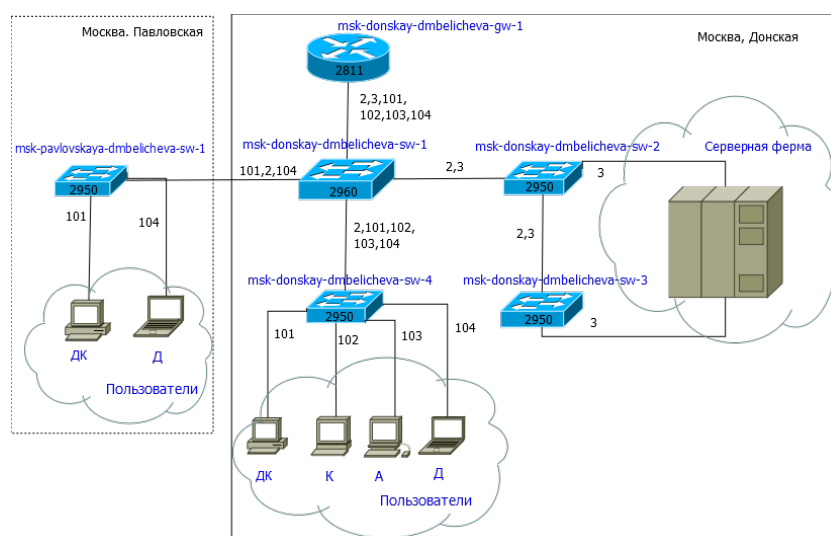 Москва. Павловская
msk-donskay-dmbelicheva-gw-1
Москва, Донская
2811
2,3,101,
102,103,104
msk-pavlovskaya-dmbelicheva-sw-1
msk-donskay-dmbelicheva-sw-1
msk-donskay-dmbelicheva-sw-2
Серверная ферма
2950
101,2,104
2960
2,3
2950
3
101
104
2,101,102,
103,104
2,3
msk-donskay-dmbelicheva-sw-4
msk-donskay-dmbelicheva-sw-3
2950
2950
3
101
102
103
104
ДК
Д
Пользователи
ДК
К
А
Д
Пользователи